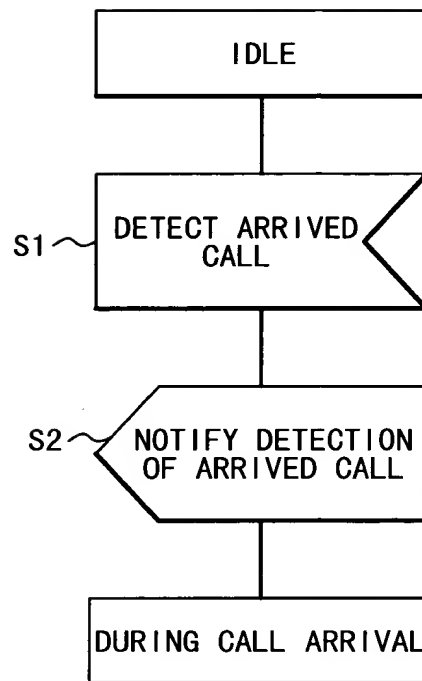 IDLE
S1
DETECT ARRIVED
CALL
S2
NOTIFY DETECTION
OF ARRIVED CALL
DURING CALL ARRIVAL